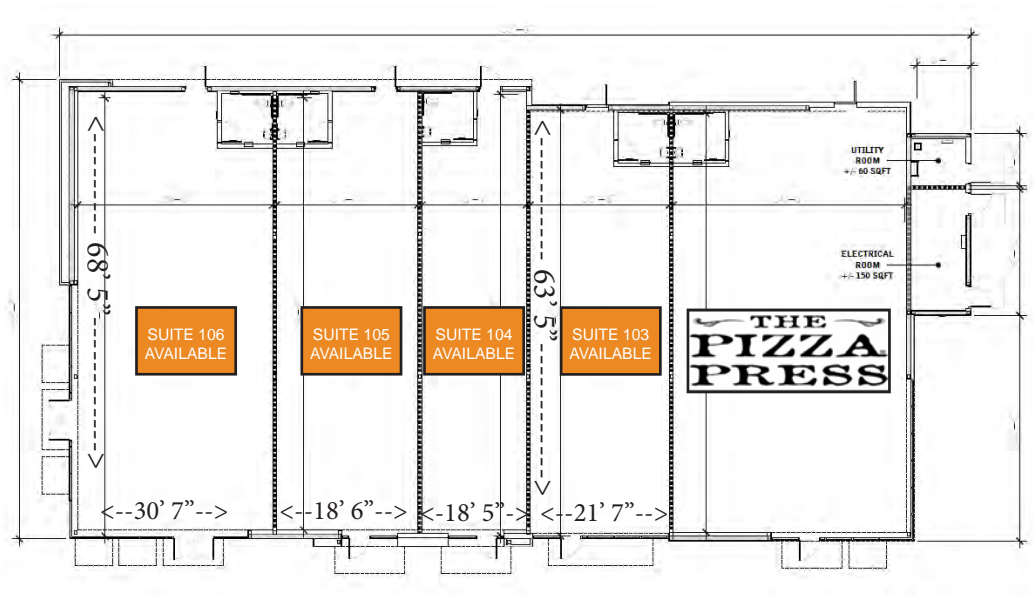 UTILITY
ROOM
+/- 60 SQFT
ELECTRICAL
ROOM
+/- 150 SQFT
68' 5"
63' 5"
SUITE 106
AVAILABLE
SUITE 105
AVAILABLE
SUITE 104
AVAILABLE
SUITE 103
AVAILABLE
THE
PIZZA
PRESS
<--30' 7”-->
<--18' 6”-->
<-18' 5”->
<--21' 7”-->